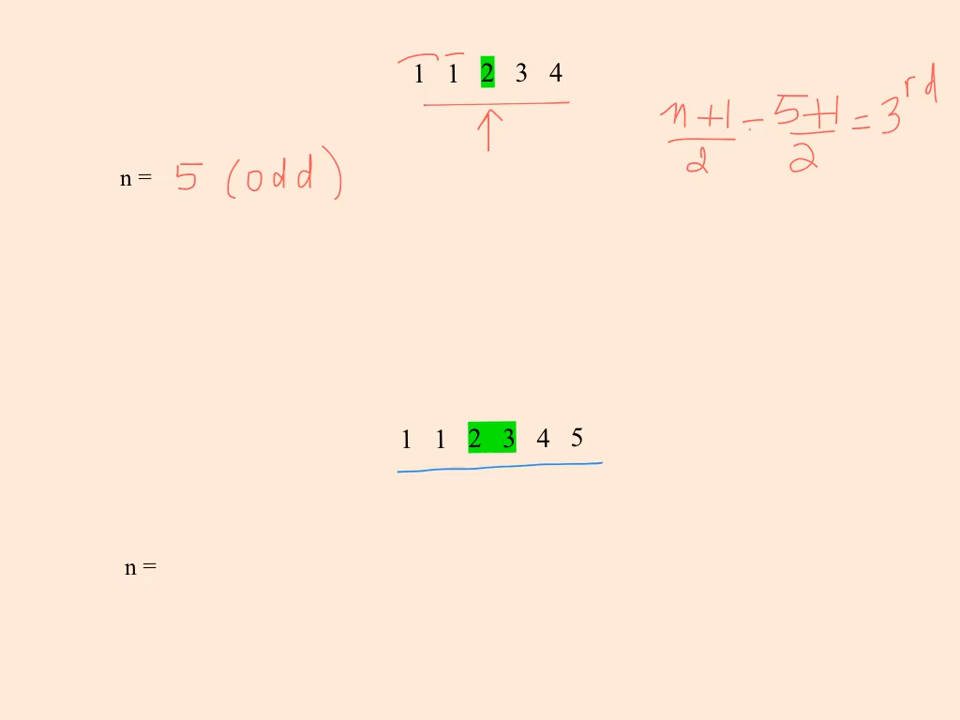 1 1 2 3 4
n+1/2 = 5+1/2 = 3rd
n = 5 (odd)
1 1 2 3 4 5
n =